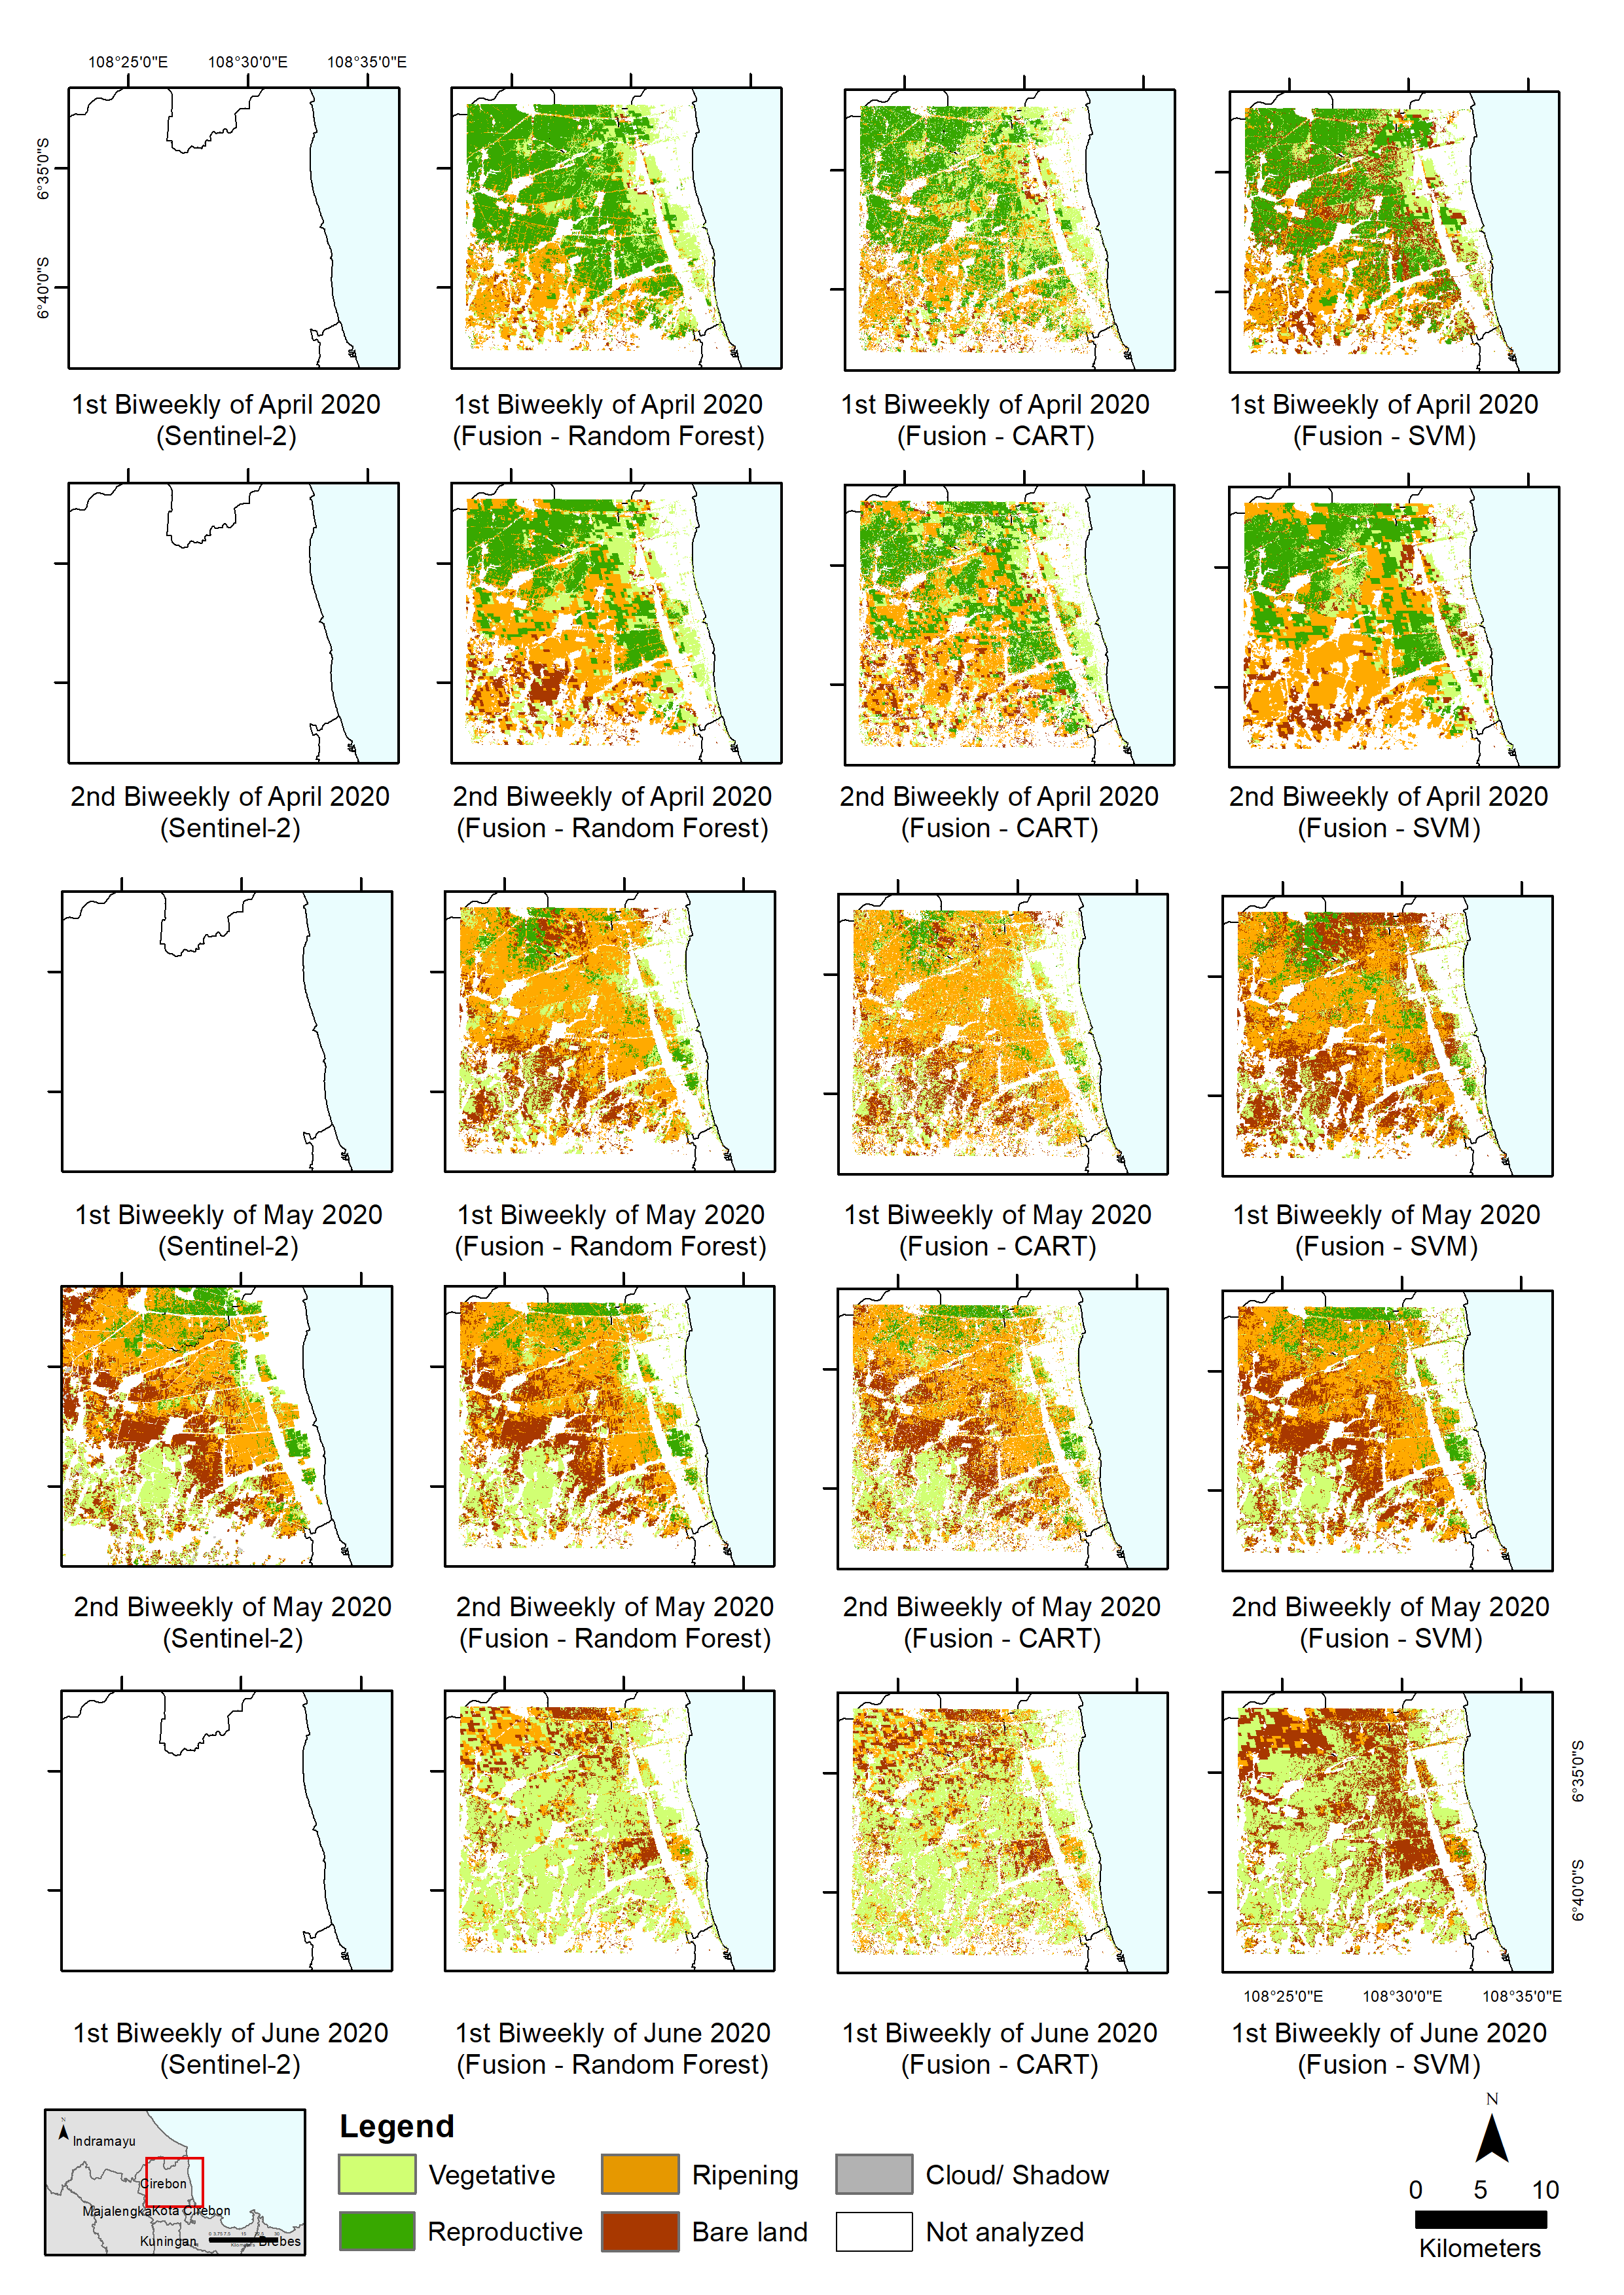 108°25'0"E 108°30'0"E 108°35'0"E
6°35'0"S
6°40'0"S
1st Biweekly of April 2020
(Sentinel-2)
1st Biweekly of April 2020
(Fusion - Random Forest)
1st Biweekly of April 2020
(Fusion - CART)
1st Biweekly of April 2020
(Fusion - SVM)
2nd Biweekly of April 2020
(Sentinel-2)
2nd Biweekly of April 2020
(Fusion - Random Forest)
2nd Biweekly of April 2020
(Fusion - CART)
2nd Biweekly of April 2020
(Fusion - SVM)
1st Biweekly of May 2020
(Sentinel-2)
1st Biweekly of May 2020
(Fusion - Random Forest)
1st Biweekly of May 2020
(Fusion - CART)
1st Biweekly of May 2020
(Fusion - SVM)
2nd Biweekly of May 2020
(Sentinel-2)
2nd Biweekly of May 2020
(Fusion - Random Forest)
2nd Biweekly of May 2020
(Fusion - CART)
2nd Biweekly of May 2020
(Fusion - SVM)
6°35'0"S
6°40'0"S
108°25'0"E 108°30'0"E 108°35'0"E
1st Biweekly of June 2020
(Sentinel-2)
1st Biweekly of June 2020
(Fusion - Random Forest)
1st Biweekly of June 2020
(Fusion - CART)
1st Biweekly of June 2020
(Fusion - SVM)
N
Indramayu
Cirebon
Majalengka Kota Cirebon
Kuningan
Brebes
Legend
Vegetative
Ripening
Cloud/ Shadow
Reproductive
Bare land
Not analyzed
N
0 5 10
Kilometers